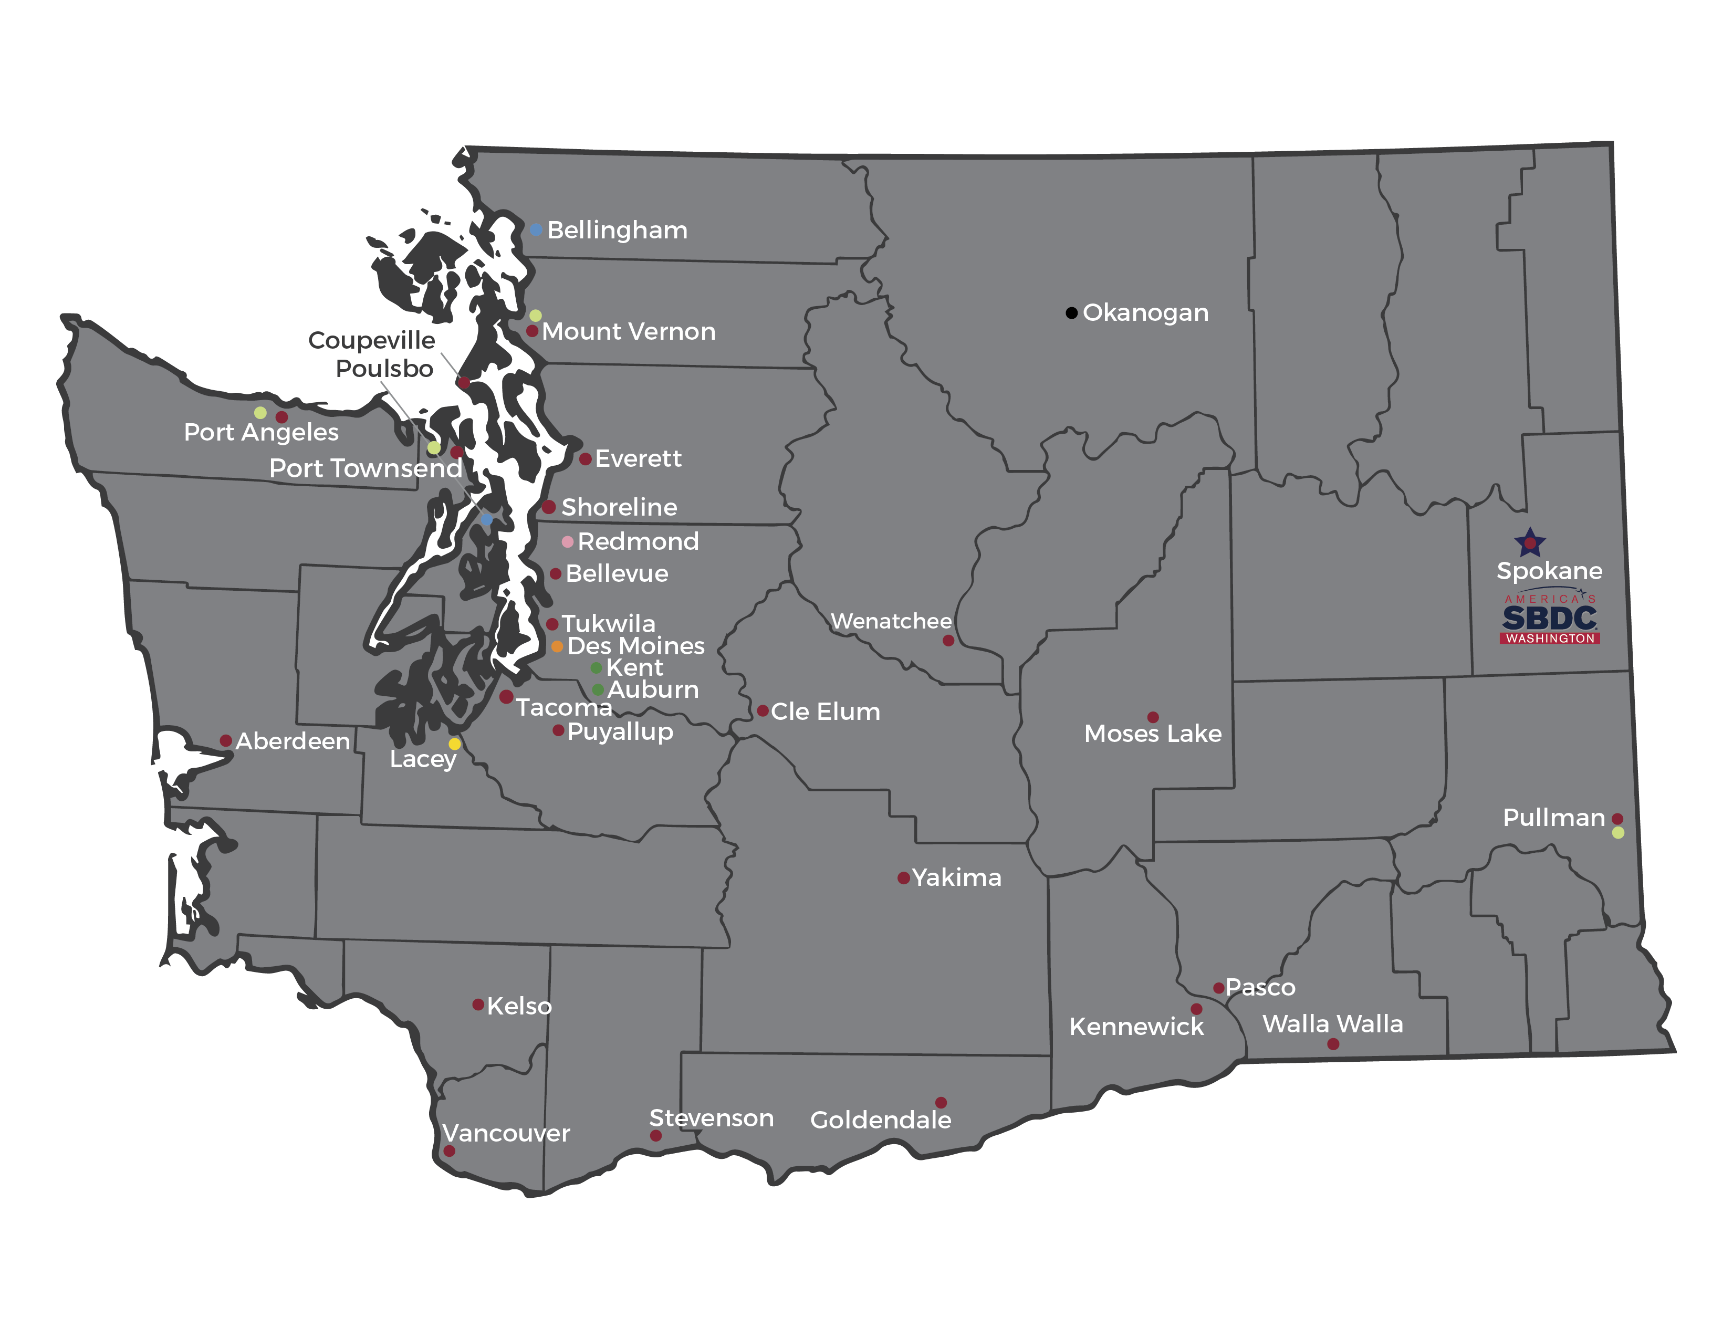 Bellingham
Okanogan
Mount Vernon
Coupeville
Poulsbo
Port Angeles
Port Townsend
Everett
Shoreline
Redmond
Bellevue
Spokane
AMERICA'S
SBDC
WASHINGTON
Wenatchee
Tukwila
Des Moines
Kent
Auburn
Tacoma
Cle Elum
Puyallup
Moses Lake
Aberdeen
Lacey
Pullman
Yakima
Pasco
Kelso
Kennewick
Walla Walla
Stevenson
Goldendale
Vancouver